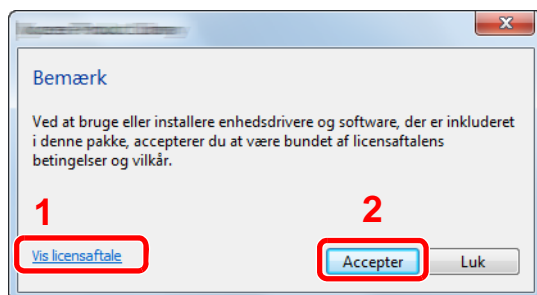 Bemærk
Ved at bruge eller installere enhedsdrivere og software, der er inkluderet
i denne pakke, accepterer du at være bundet af licensaftalens
betingelser og vilkår.
1
2
Vis licensaftale
Accepter
Luk